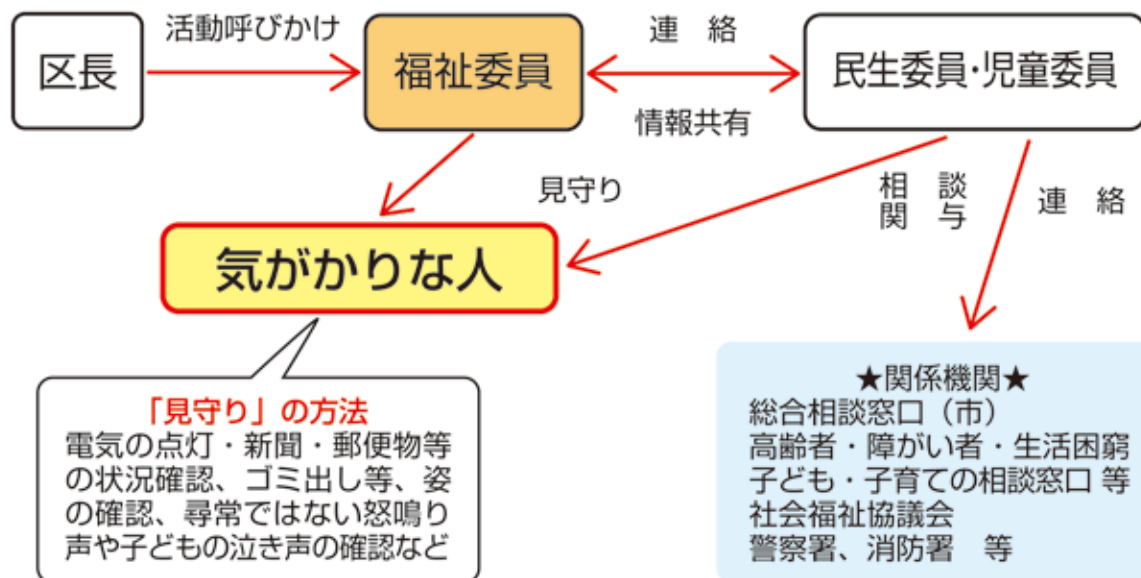 活動呼びかけ
区長
福祉委員
連 絡
情報共有
民生委員・児童委員
見守り
相 談
関 与
連 絡
気がかりな人
「見守り」の方法
電気の点灯・新聞・郵便物等
の状況確認、ゴミ出し等、姿
の確認、尋常ではない怒鳴り
声や子どもの泣き声の確認など
★関係機関★
総合相談窓口（市）
高齢者・障がい者・生活困窮
子ども・子育ての相談窓口 等
社会福祉協議会
警察署、消防署 等